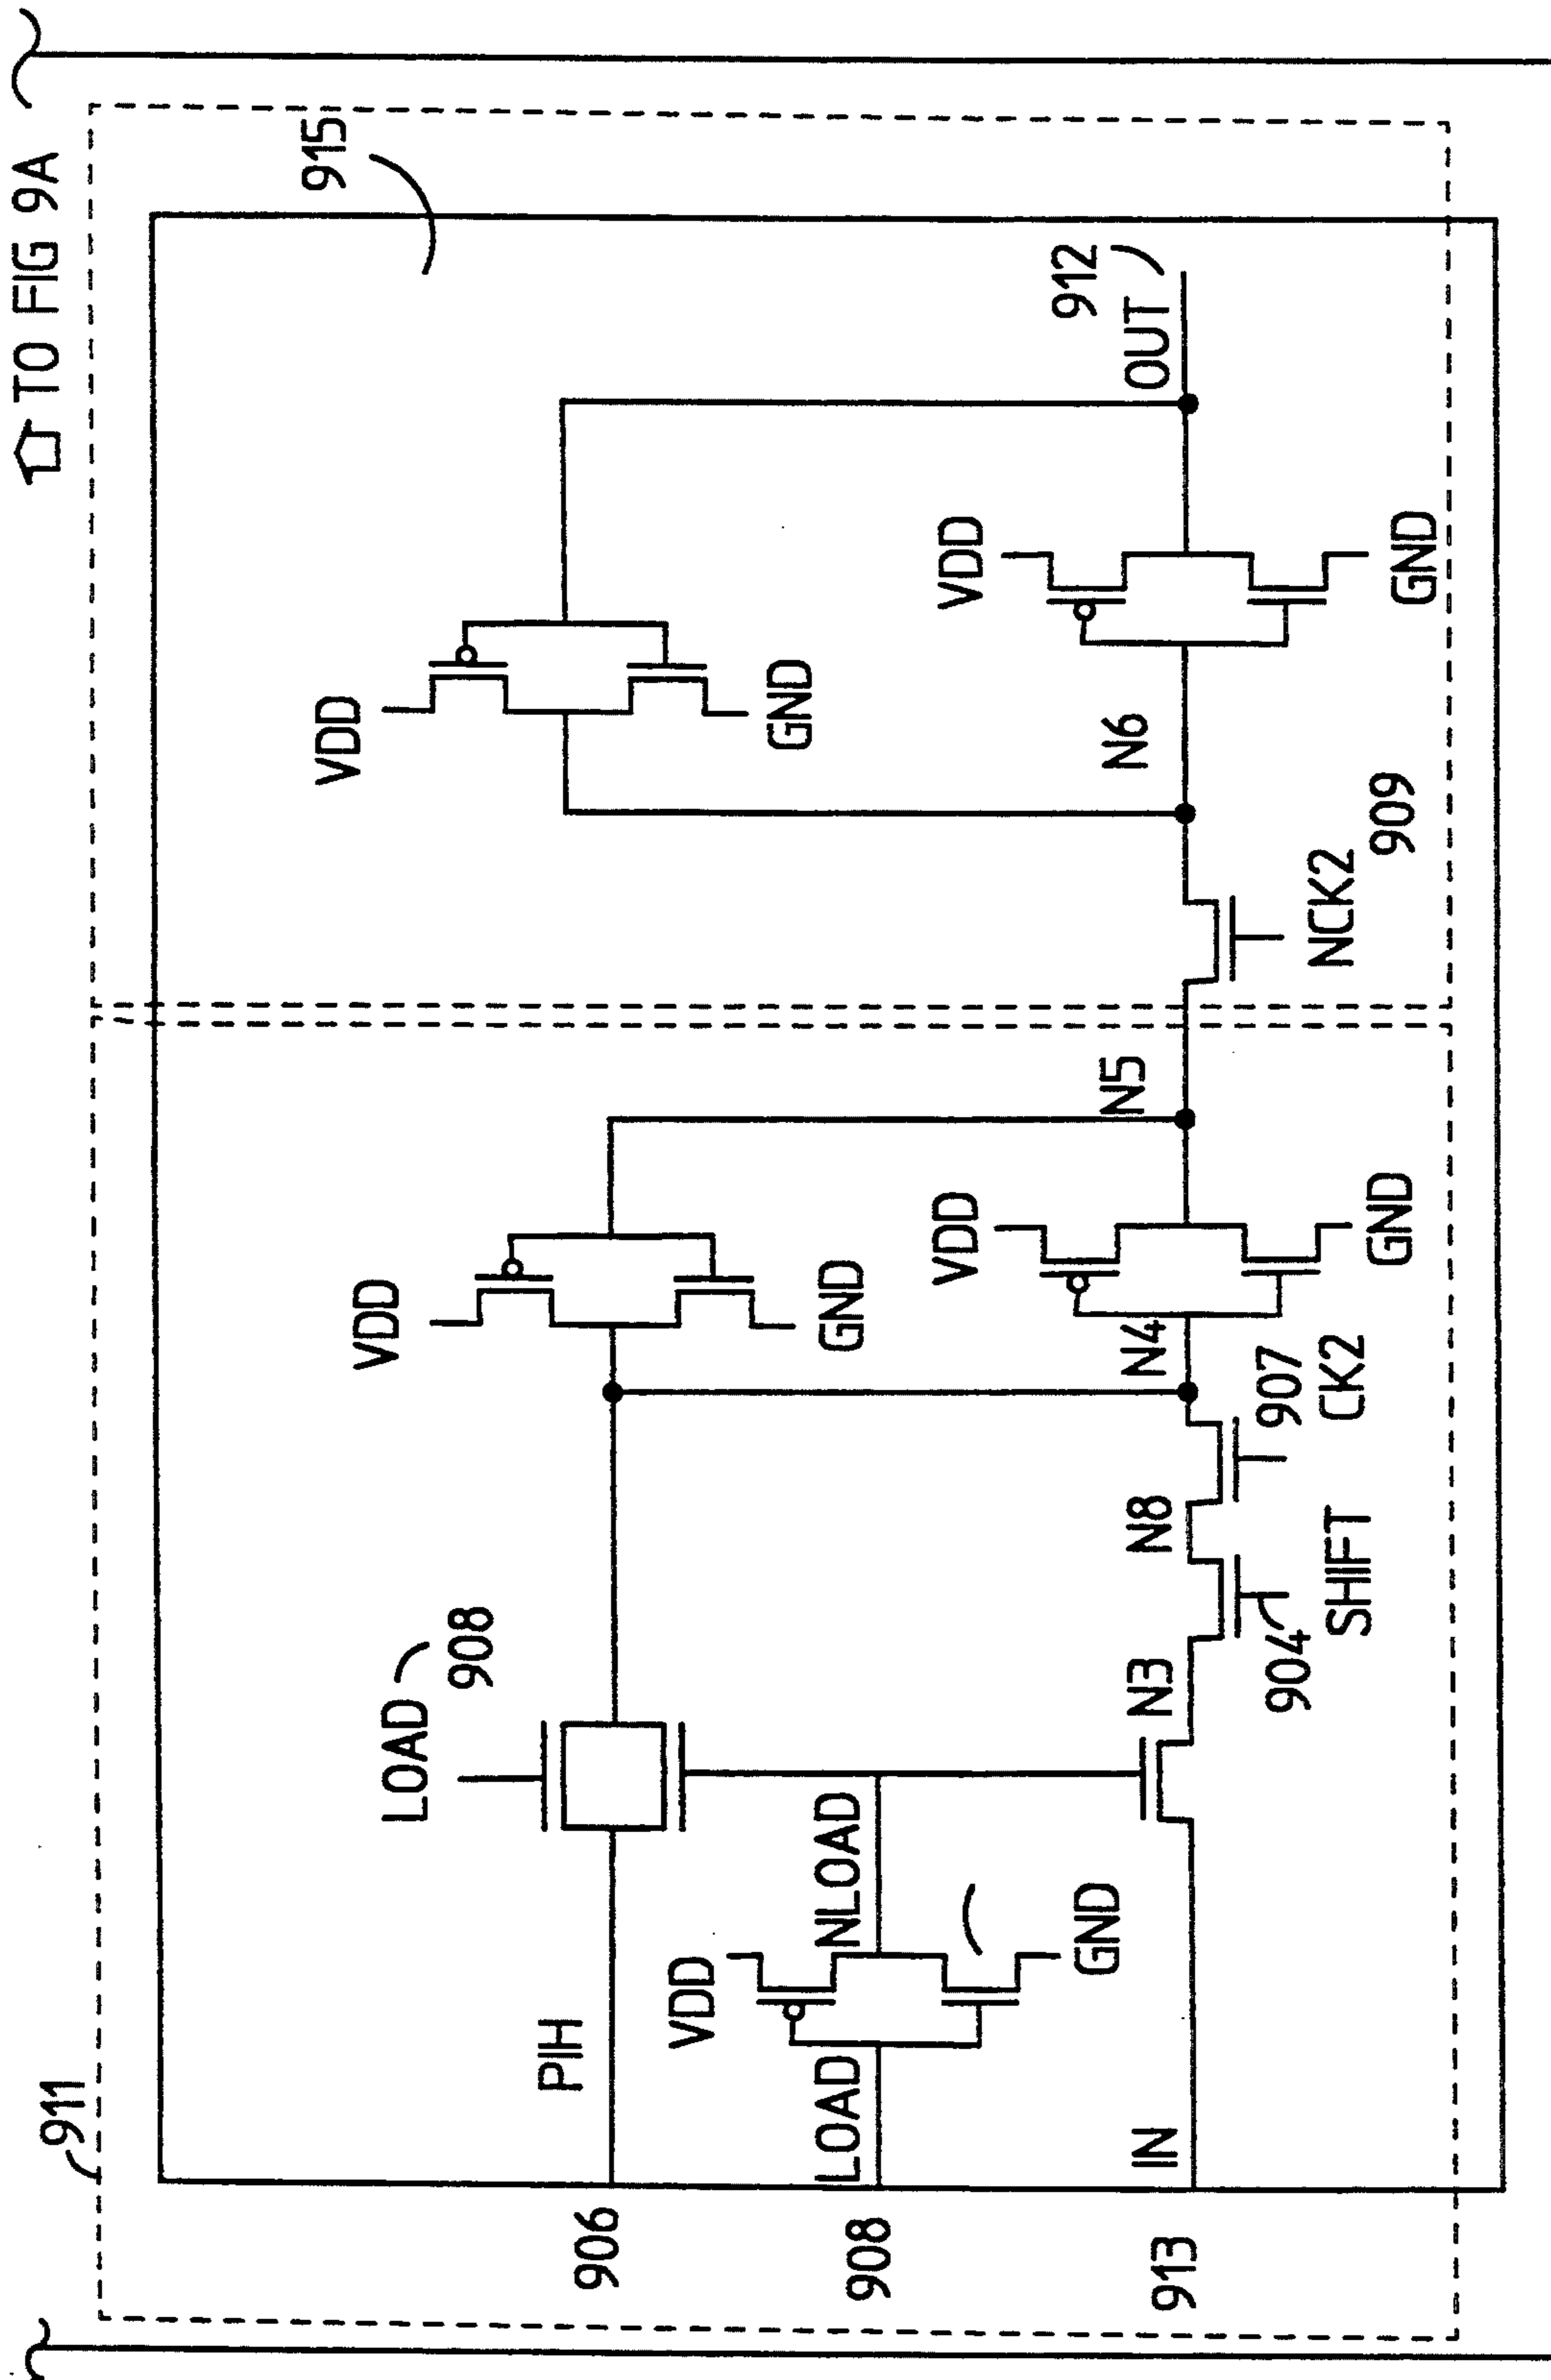 TO FIG 9A
911
915
LOAD
908
VDD
VDD
GND
GND
906
PIH
VDD
LOAD
NLOAD
GND
908
VDD
GND
N4
N5
VDD
GND
N6
OUT
912
913
IN
N3
904
SHIFT
N8
907
CK2
NCK2
909